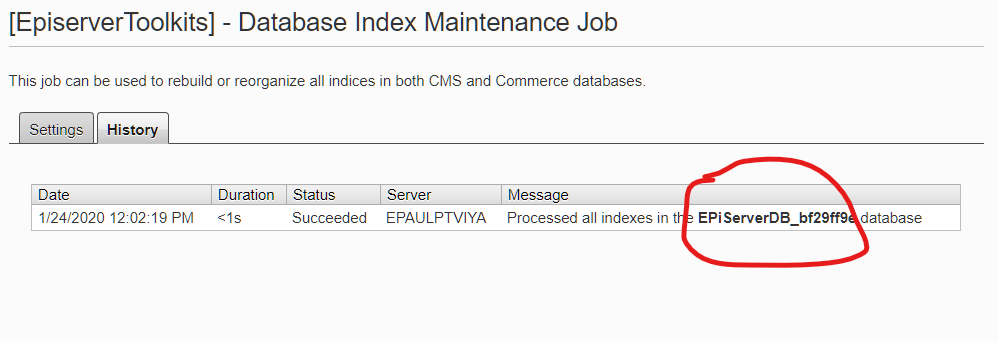 [EpiserverToolkits] - Database Index Maintenance Job
This job can be used to rebuild or reorganize all indices in both CMS and Commerce databases.
Settings History
Date Duration Status Server Message
1/24/2020 12:02:19 PM <1s Succeeded EPAULPTVIYA Processed all indexes in the EPiServerDB_bf29ff9e database